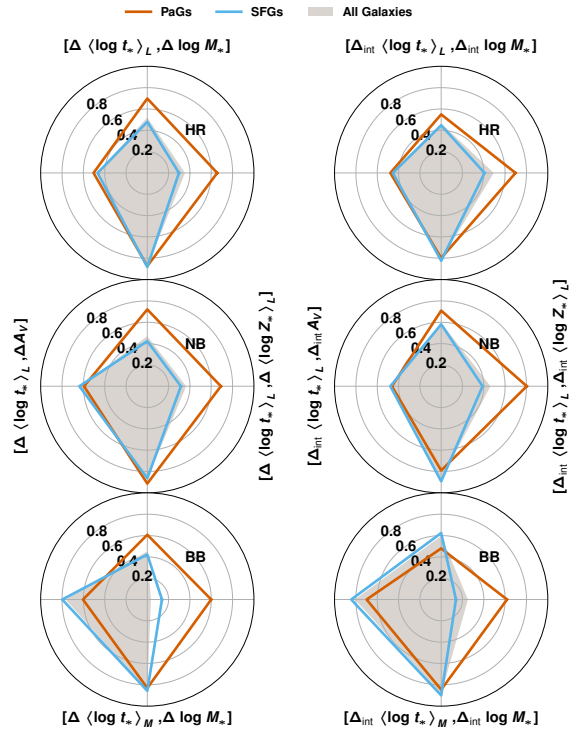 PaGs SFGs All Galaxies
[Δ ⟨log t*⟩L ,Δ log M*] [Δint ⟨log t*⟩L ,Δint log M*]
0.8 0.8
0.6 0.6
0.4 HR 0.4 HR
0.2 0.2
[Δ ⟨log t*⟩L ,ΔAV] [Δ ⟨log t*⟩L ,Δ ⟨log Z*⟩L] [Δint ⟨log t*⟩L ,Δint AV] [Δint ⟨log t*⟩L ,Δint ⟨log Z*⟩L]
0.8 0.8
0.6 0.6
0.4 NB 0.4 NB
0.2 0.2
0.8 0.8
0.6 0.6
0.4 BB 0.4 BB
0.2 0.2
[Δ ⟨log t*⟩M ,Δ log M*] [Δint ⟨log t*⟩M ,Δint log M*]